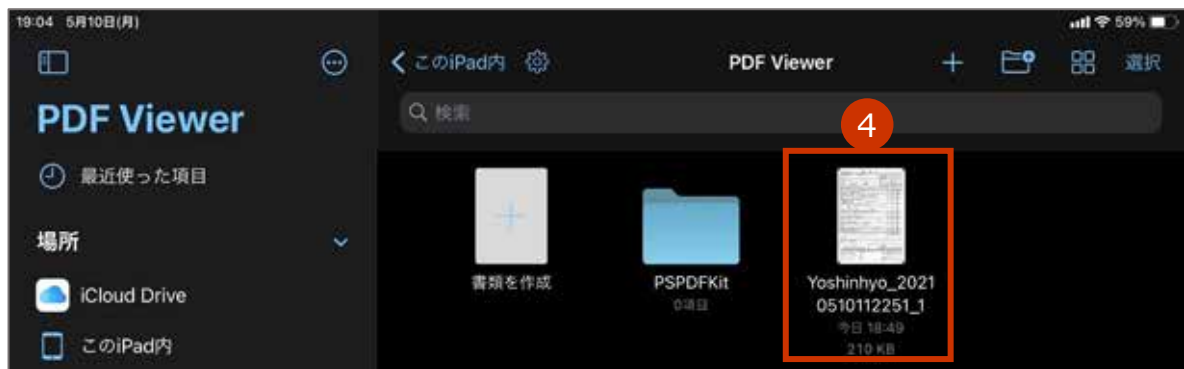 19:04 5月10日(月)
59%
このiPad内
PDF Viewer
選択
PDF Viewer
検索
4
最近使った項目
場所
書類を作成
PSPDFKit
0項目
Yoshinhyo_2021
0510112251_1
今日 18:49
210 KB
iCloud Drive
このiPad内